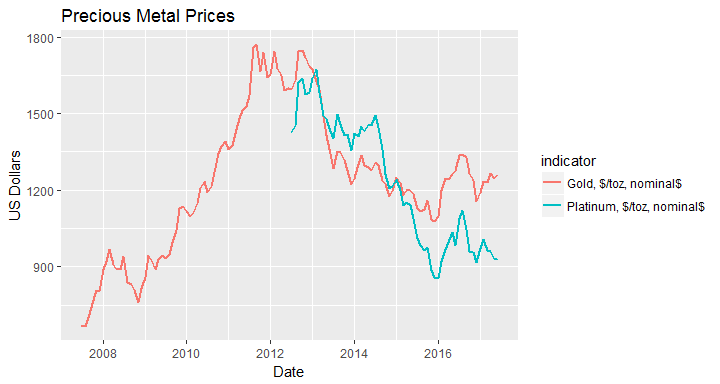 Precious Metal Prices
1800
1500
1200
900
US Dollars
2008
2010
2012
2014
2016
Date
indicator
Gold, $/toz, nominal$
Platinum, $/toz, nominal$